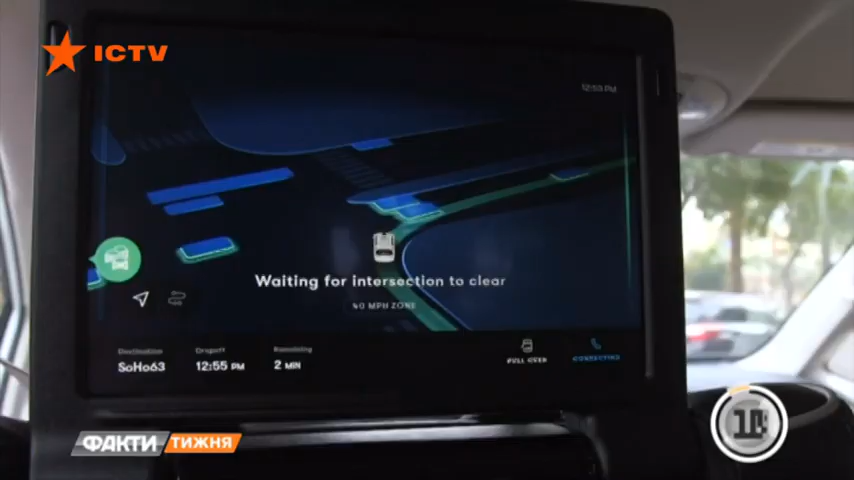 ICTV
12:53 PM
Waiting for intersection to clear
40 MPH ZONE
Destination
Dropoff
Remaining
SoHo63
12:55 PM
2 MIN
PULL OVER
CONNECTING
ФАКТИ ТИЖНЯ